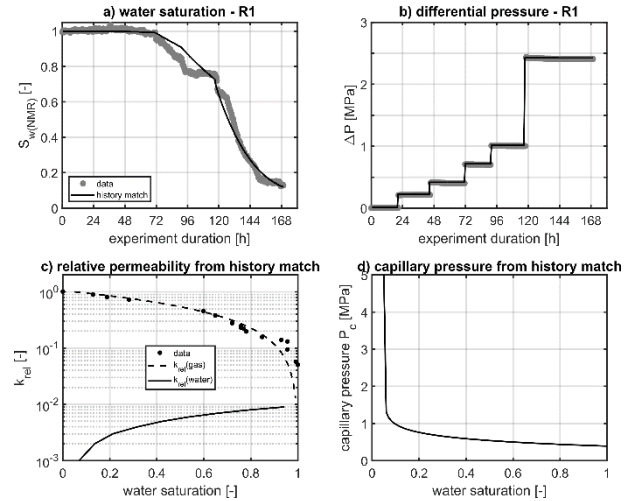 a) water saturation - R1
S_w(NMR) [-]
1
0.8
0.6
0.4
0.2
0
data
history match
0 24 48 72 96 120 144 168
experiment duration [h]
b) differential pressure - R1
ΔP [MPa]
3
2
1
0
0 24 48 72 96 120 144 168
experiment duration [h]
c) relative permeability from history match
k_rel [-]
10^0
10^-1
10^-2
10^-3
data
k_rel(gas)
k_rel(water)
0 0.2 0.4 0.6 0.8 1
water saturation [-]
d) capillary pressure from history match
capillary pressure P_c [MPa]
5
4
3
2
1
0
0 0.2 0.4 0.6 0.8 1
water saturation [-]